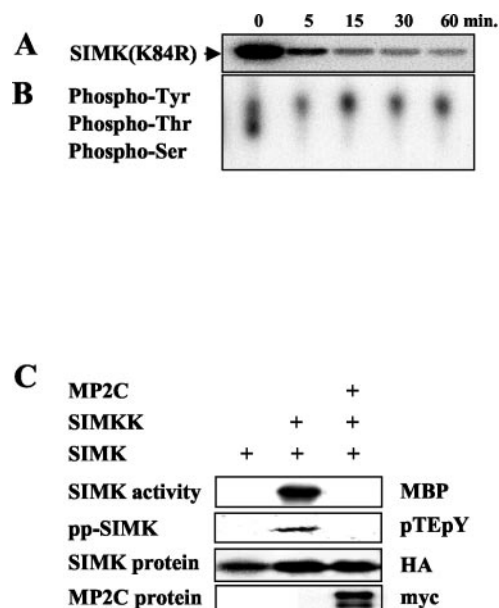 0 5 15 30 60 min.
A SIMK(K84R)
B Phospho-Tyr
Phospho-Thr
Phospho-Ser
C
MP2C +
SIMKK + +
SIMK + + +
SIMK activity MBP
pp-SIMK pTEpY
SIMK protein HA
MP2C protein myc